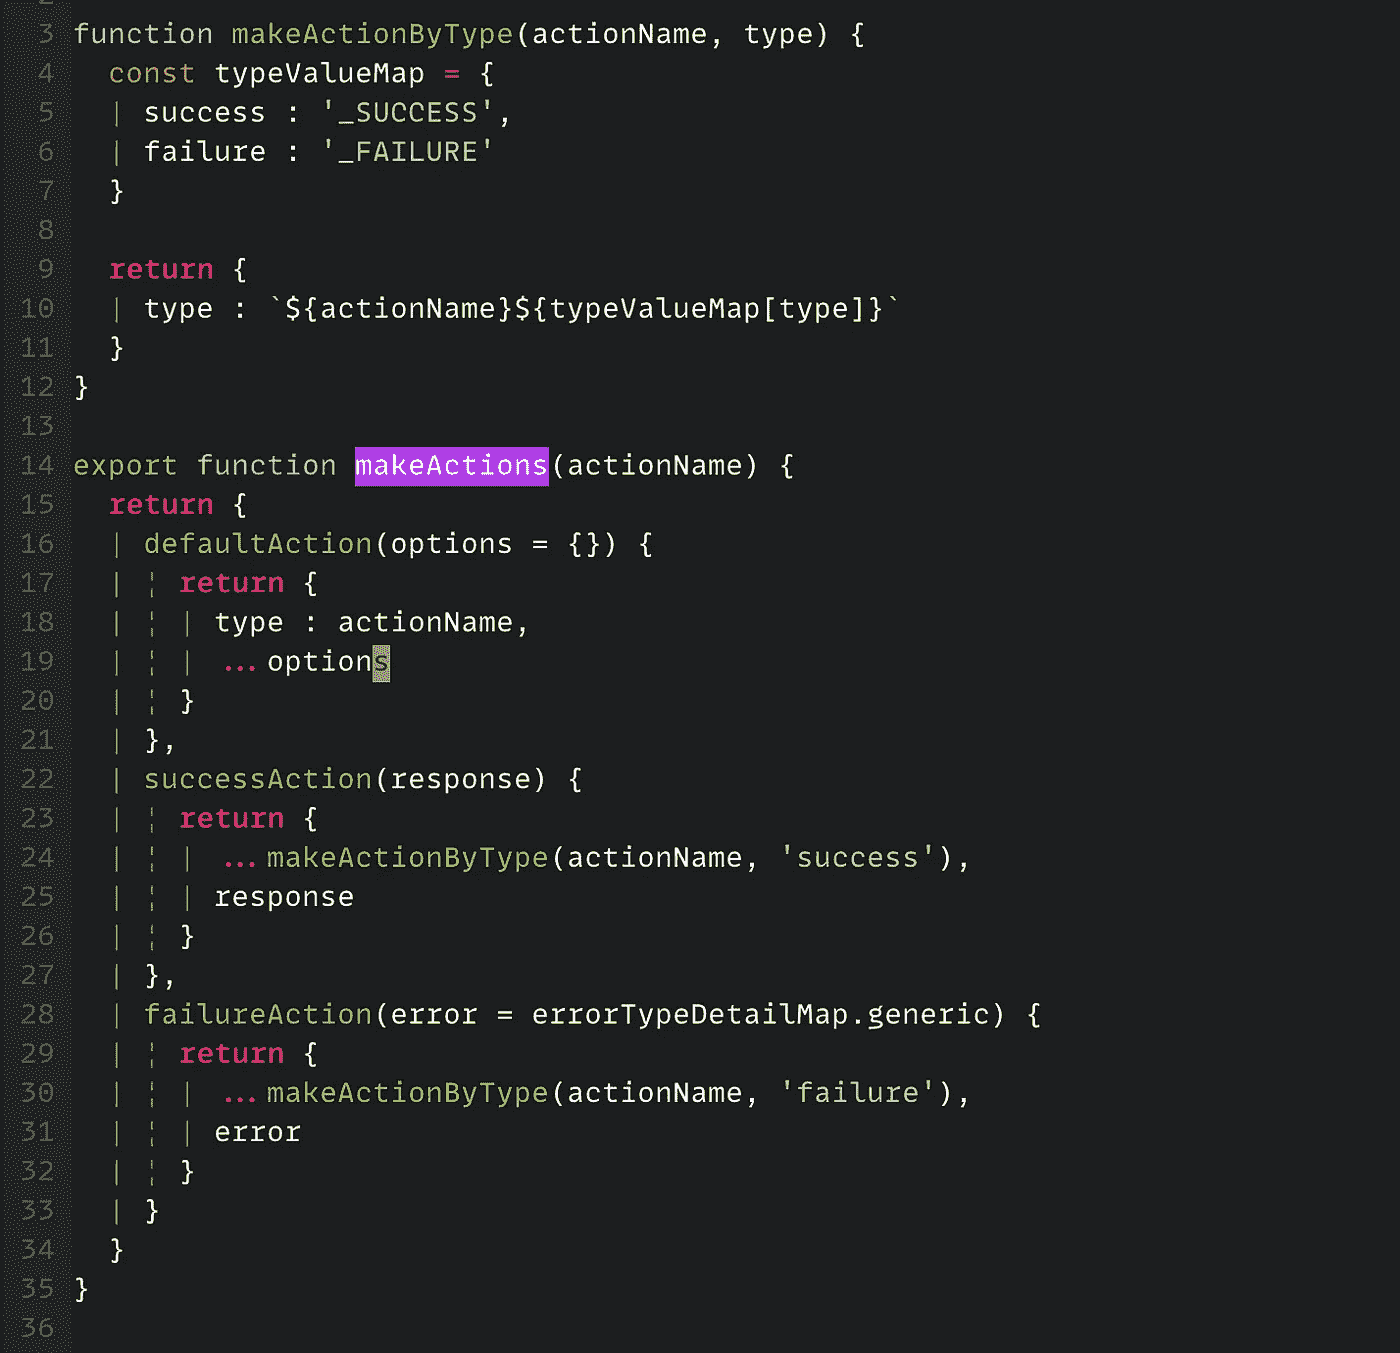 2
3 function makeActionByType(actionName, type) {
4   const typeValueMap = {
5   | success : '_SUCCESS',
6   | failure : '_FAILURE'
7   }
8
9   return {
10   | type : `${actionName}${typeValueMap[type]}`
11   }
12 }
13
14 export function makeActions(actionName) {
15   return {
16   | defaultAction(options = {}) {
17   | ¦ return {
18   | ¦ | type : actionName,
19   | ¦ | ...options
20   | ¦ }
21   | },
22   | successAction(response) {
23   | ¦ return {
24   | ¦ | ...makeActionByType(actionName, 'success'),
25   | ¦ | response
26   | ¦ }
27   | },
28   | failureAction(error = errorTypeDetailMap.generic) {
29   | ¦ return {
30   | ¦ | ...makeActionByType(actionName, 'failure'),
31   | ¦ | error
32   | ¦ }
33   | }
34   }
35 }
36